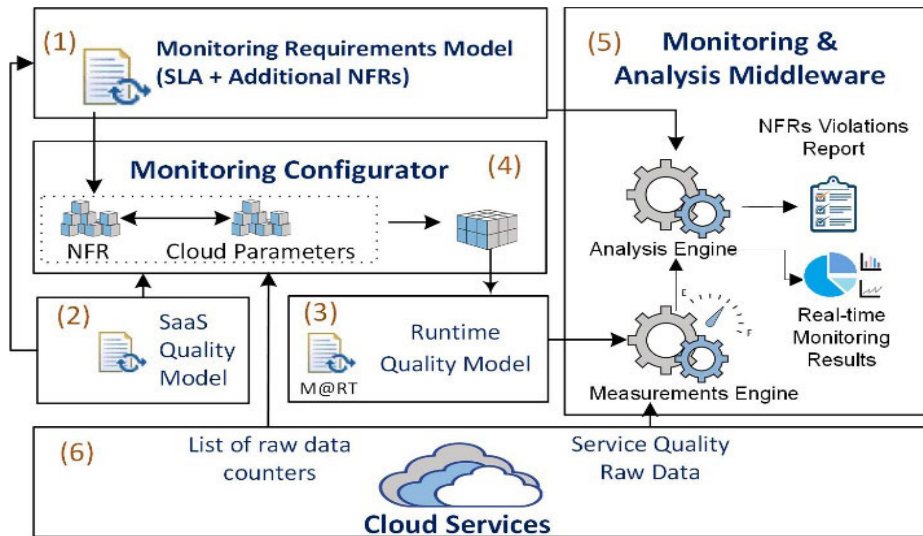 (1)
Monitoring Requirements Model
(SLA + Additional NFRs)
Monitoring Configurator
(4)
NFR
Cloud Parameters
(2)
SaaS
Quality
Model
(3)
M@RT
Runtime
Quality Model
(5)
Monitoring &
Analysis Middleware
NFRs Violations
Report
Analysis Engine
Real-time
Monitoring
Results
E
F
Measurements Engine
(6)
List of raw data
counters
Service Quality
Raw Data
Cloud Services